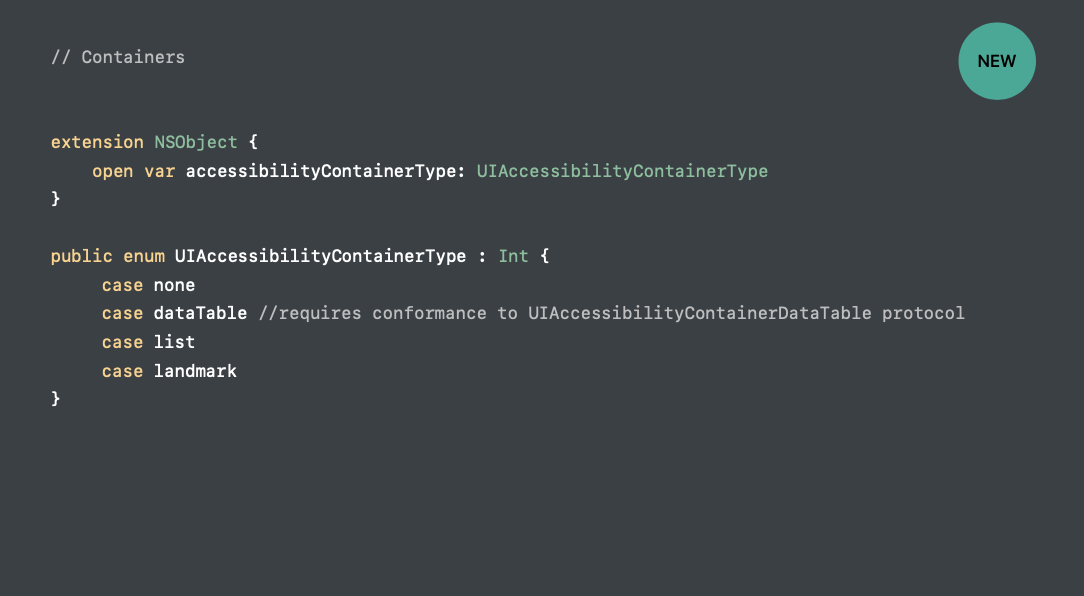 // Containers
NEW
extension NSObject {
    open var accessibilityContainerType: UIAccessibilityContainerType
}
public enum UIAccessibilityContainerType : Int {
     case none
     case dataTable //requires conformance to UIAccessibilityContainerDataTable protocol
     case list
     case landmark
}